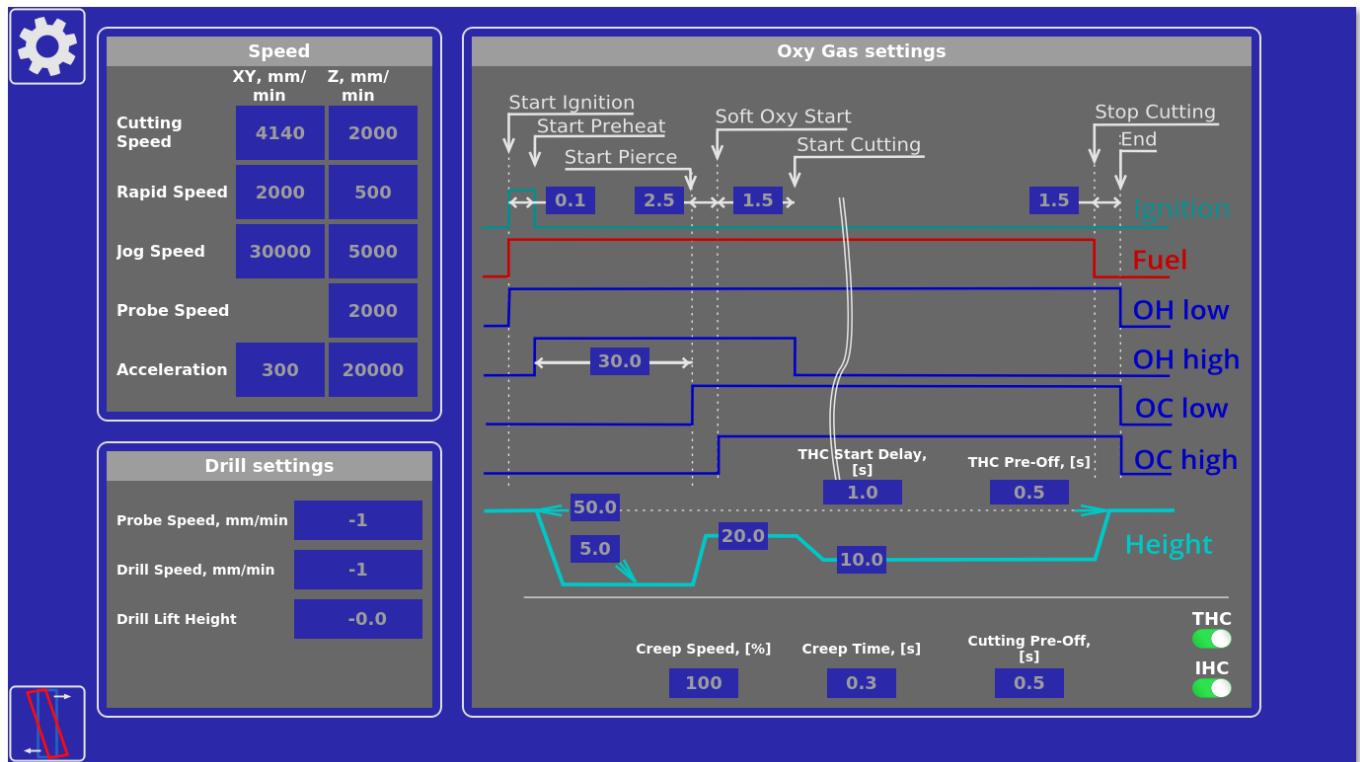 Speed
XY, mm/
min
Z, mm/
min
Cutting
Speed
4140
2000
Rapid Speed
2000
500
Jog Speed
30000
5000
Probe Speed
2000
Acceleration
300
20000
Drill settings
Probe Speed, mm/min
-1
Drill Speed, mm/min
-1
Drill Lift Height
-0.0
Oxy Gas settings
Start Ignition
Start Preheat
Start Pierce
Soft Oxy Start
Start Cutting
Stop Cutting
End
0.1
2.5
1.5
1.5
Ignition
Fuel
OH low
OH high
30.0
OC low
OC high
THC Start Delay,
[s]
1.0
THC Pre-Off, [s]
0.5
50.0
5.0
20.0
10.0
Height
Creep Speed, [%]
100
Creep Time, [s]
0.3
Cutting Pre-Off,
[s]
0.5
THC
IHC